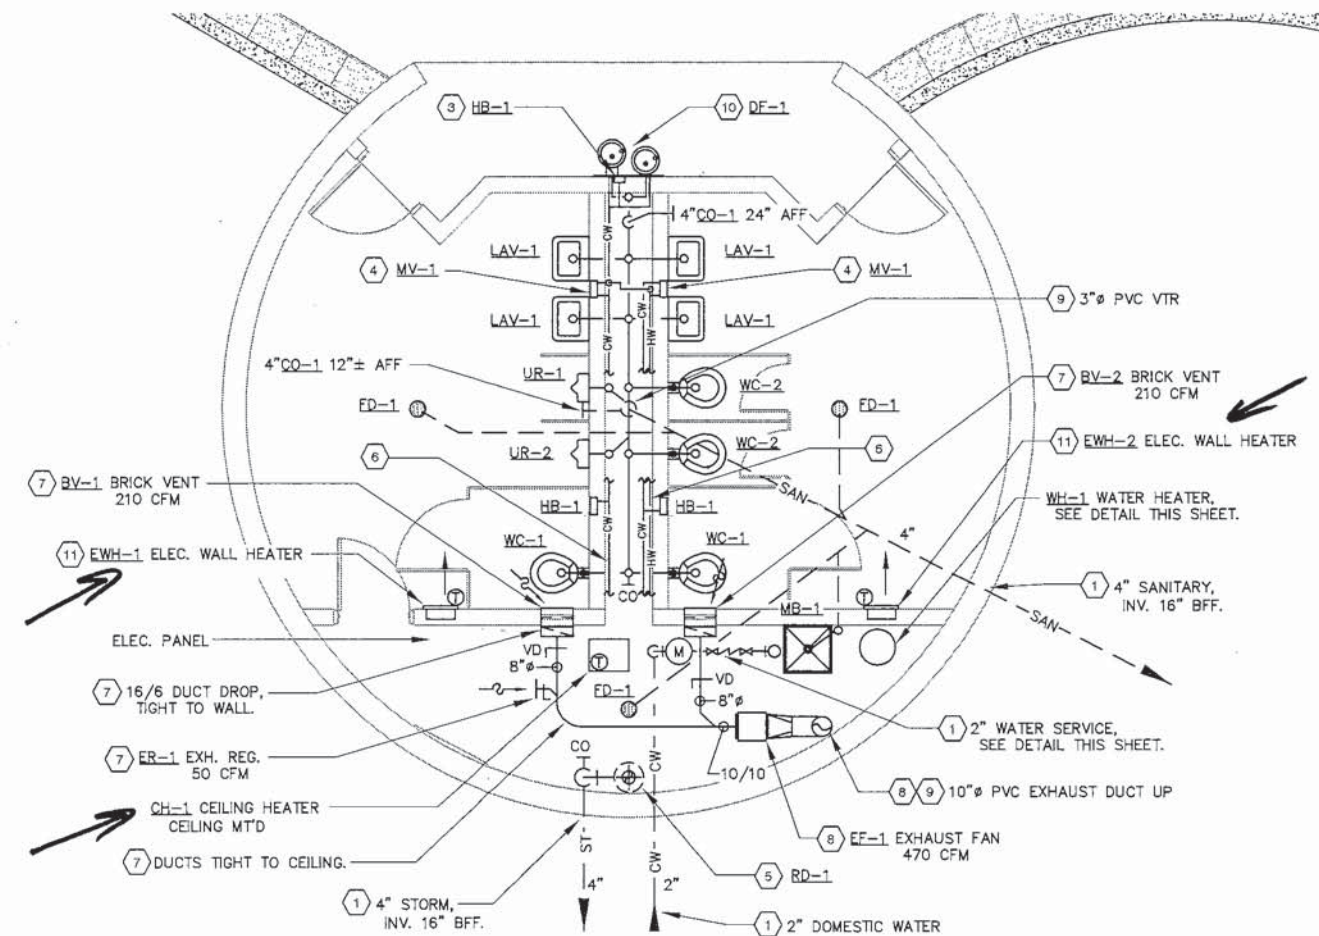 3 HB-1
10 DF-1
4"CO-1 24" AFF
CW
LAV-1
LAV-1
4 MV-1
4 MV-1
9 3"ø PVC VTR
LAV-1
LAV-1
CW
CW
HW
4"CO-1 12"± AFF
UR-1
WC-2
7 BV-2 BRICK VENT
210 CFM
FD-1
FD-1
11 EWH-2 ELEC. WALL HEATER
UR-2
WC-2
6
6
7 BV-1 BRICK VENT
210 CFM
SAN
HB-1
HB-1
CW
CW
WH-1 WATER HEATER,
SEE DETAIL THIS SHEET.
4"
11 EWH-1 ELEC. WALL HEATER
WC-1
WC-1
HW
1 4" SANITARY,
INV. 16" BFF.
T
T
CO
MB-1
SAN
ELEC. PANEL
VD
M
8"ø
T
VD
7 16/6 DUCT DROP,
TIGHT TO WALL.
FD-1
8"ø
1 2" WATER SERVICE,
SEE DETAIL THIS SHEET.
7 ER-1 EXH. REG.
50 CFM
CO
CW
10/10
8 9 10"ø PVC EXHAUST DUCT UP
CH-1 CEILING HEATER
CEILING MT'D
8 EF-1 EXHAUST FAN
470 CFM
ST
CW
7 DUCTS TIGHT TO CEILING.
5 RD-1
4"
2"
1 4" STORM,
INV. 16" BFF.
1 2" DOMESTIC WATER